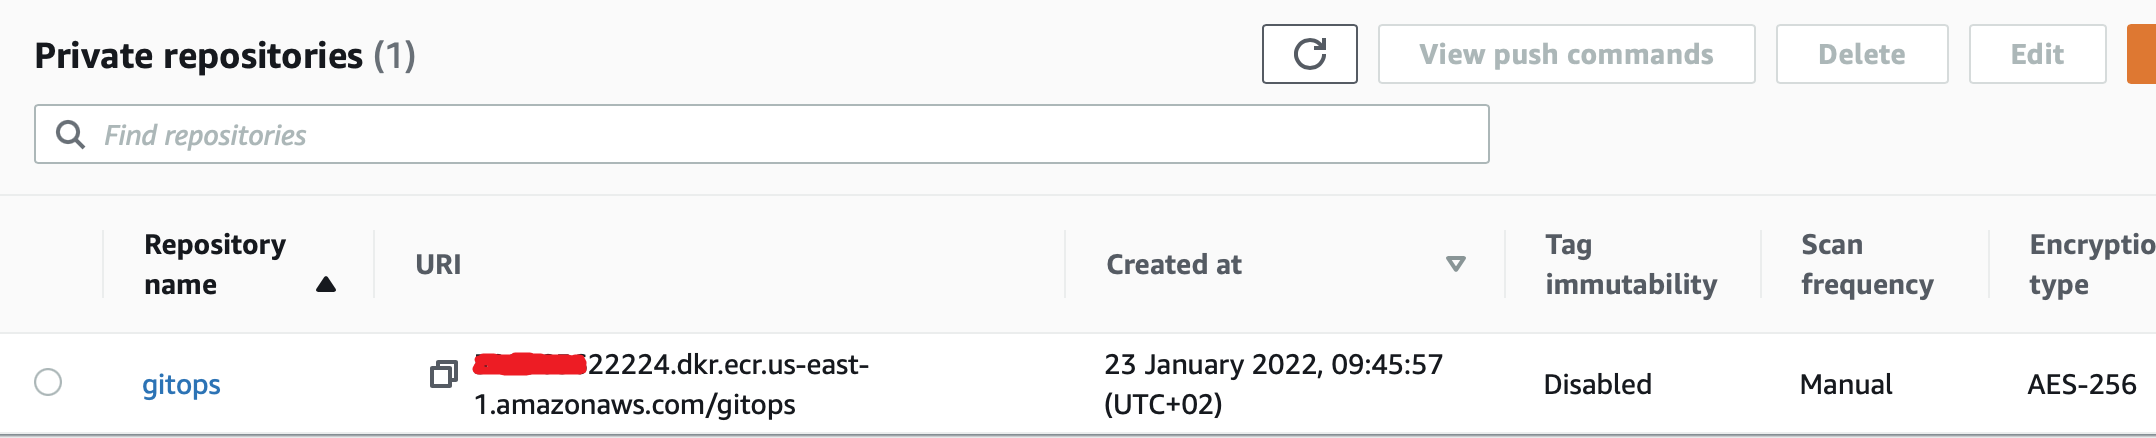 Private repositories (1)
View push commands
Delete
Edit
Find repositories
Repository
name
URI
Created at
Tag
immutability
Scan
frequency
Encryptio
type
gitops
22224.dkr.ecr.us-east-
1.amazonaws.com/gitops
23 January 2022, 09:45:57
(UTC+02)
Disabled
Manual
AES-256